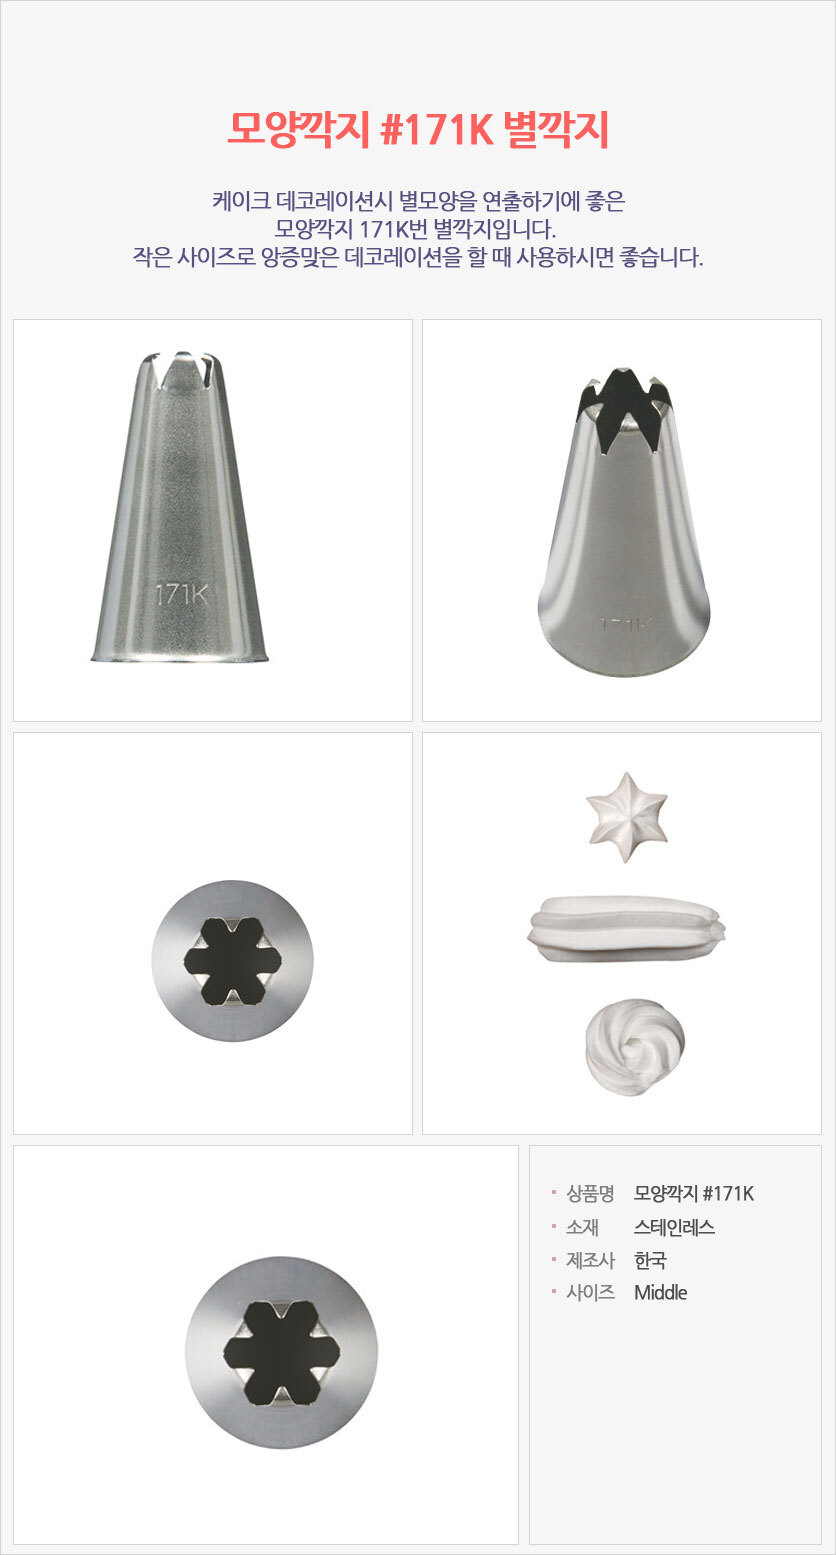 모양깍지 #171K 별깍지
케이크 데코레이션시 별모양을 연출하기에 좋은
모양깍지 171K번 별깍지입니다.
작은 사이즈로 앙증맞은 데코레이션을 할 때 사용하시면 좋습니다.
171K
171K
상품명 모양깍지 #171K
소재 스테인레스
제조사 한국
사이즈 Middle